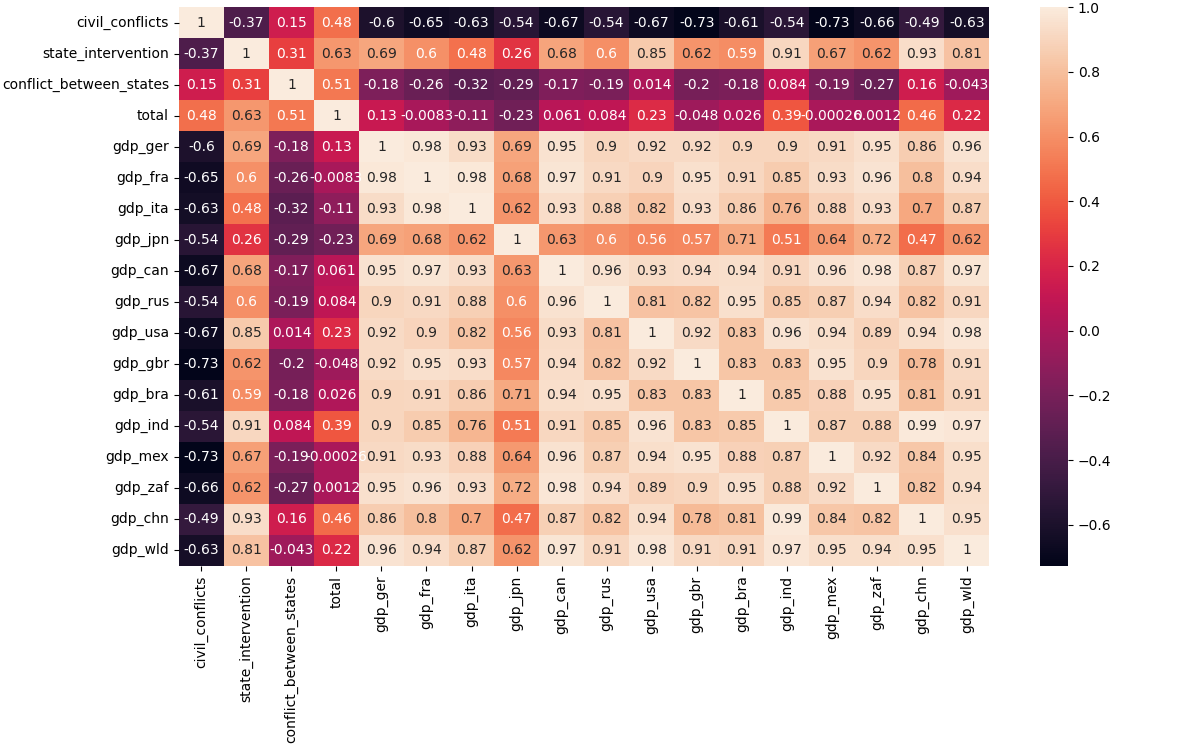 civil_conflicts 1 -0.37 0.15 0.48 -0.6 -0.65 -0.63 -0.54 -0.67 -0.54 -0.67 -0.73 -0.61 -0.54 -0.73 -0.66 -0.49 -0.63
state_intervention -0.37 1 0.31 0.63 0.69 0.6 0.48 0.26 0.68 0.6 0.85 0.62 0.59 0.91 0.67 0.62 0.93 0.81
conflict_between_states 0.15 0.31 1 0.51 -0.18 -0.26 -0.32 -0.29 -0.17 -0.19 0.014 -0.2 -0.18 0.084 -0.19 -0.27 0.16 -0.043
total 0.48 0.63 0.51 1 0.13 -0.0083 -0.11 -0.23 0.061 0.084 0.23 -0.048 0.026 0.39 -0.00026 0.0012 0.46 0.22
gdp_ger -0.6 0.69 -0.18 0.13 1 0.98 0.93 0.69 0.95 0.9 0.92 0.92 0.9 0.9 0.91 0.95 0.86 0.96
gdp_fra -0.65 0.6 -0.26 -0.0083 0.98 1 0.98 0.68 0.97 0.91 0.9 0.95 0.91 0.85 0.93 0.96 0.8 0.94
gdp_ita -0.63 0.48 -0.32 -0.11 0.93 0.98 1 0.62 0.93 0.88 0.82 0.93 0.86 0.76 0.88 0.93 0.7 0.87
gdp_jpn -0.54 0.26 -0.29 -0.23 0.69 0.68 0.62 1 0.63 0.6 0.56 0.57 0.71 0.51 0.64 0.72 0.47 0.62
gdp_can -0.67 0.68 -0.17 0.061 0.95 0.97 0.93 0.63 1 0.96 0.93 0.94 0.94 0.91 0.96 0.98 0.87 0.97
gdp_rus -0.54 0.6 -0.19 0.084 0.9 0.91 0.88 0.6 0.96 1 0.81 0.82 0.95 0.85 0.87 0.94 0.82 0.91
gdp_usa -0.67 0.85 0.014 0.23 0.92 0.9 0.82 0.56 0.93 0.81 1 0.92 0.83 0.96 0.94 0.89 0.94 0.98
gdp_gbr -0.73 0.62 -0.2 -0.048 0.92 0.95 0.93 0.57 0.94 0.82 0.92 1 0.83 0.83 0.95 0.9 0.78 0.91
gdp_bra -0.61 0.59 -0.18 0.026 0.9 0.91 0.86 0.71 0.94 0.95 0.83 0.83 1 0.85 0.88 0.95 0.81 0.91
gdp_ind -0.54 0.91 0.084 0.39 0.9 0.85 0.76 0.51 0.91 0.85 0.96 0.83 0.85 1 0.87 0.88 0.99 0.97
gdp_mex -0.73 0.67 -0.19 -0.00026 0.91 0.93 0.88 0.64 0.96 0.87 0.94 0.95 0.88 0.87 1 0.92 0.84 0.95
gdp_zaf -0.66 0.62 -0.27 0.0012 0.95 0.96 0.93 0.72 0.98 0.94 0.89 0.9 0.95 0.88 0.92 1 0.82 0.94
gdp_chn -0.49 0.93 0.16 0.46 0.86 0.8 0.7 0.47 0.87 0.82 0.94 0.78 0.81 0.99 0.84 0.82 1 0.95
gdp_wld -0.63 0.81 -0.043 0.22 0.96 0.94 0.87 0.62 0.97 0.91 0.98 0.91 0.91 0.97 0.95 0.94 0.95 1
civil_conflicts state_intervention conflict_between_states total gdp_ger gdp_fra gdp_ita gdp_jpn gdp_can gdp_rus gdp_usa gdp_gbr gdp_bra gdp_ind gdp_mex gdp_zaf gdp_chn gdp_wld
1.0
0.8
0.6
0.4
0.2
0.0
−0.2
−0.4
−0.6